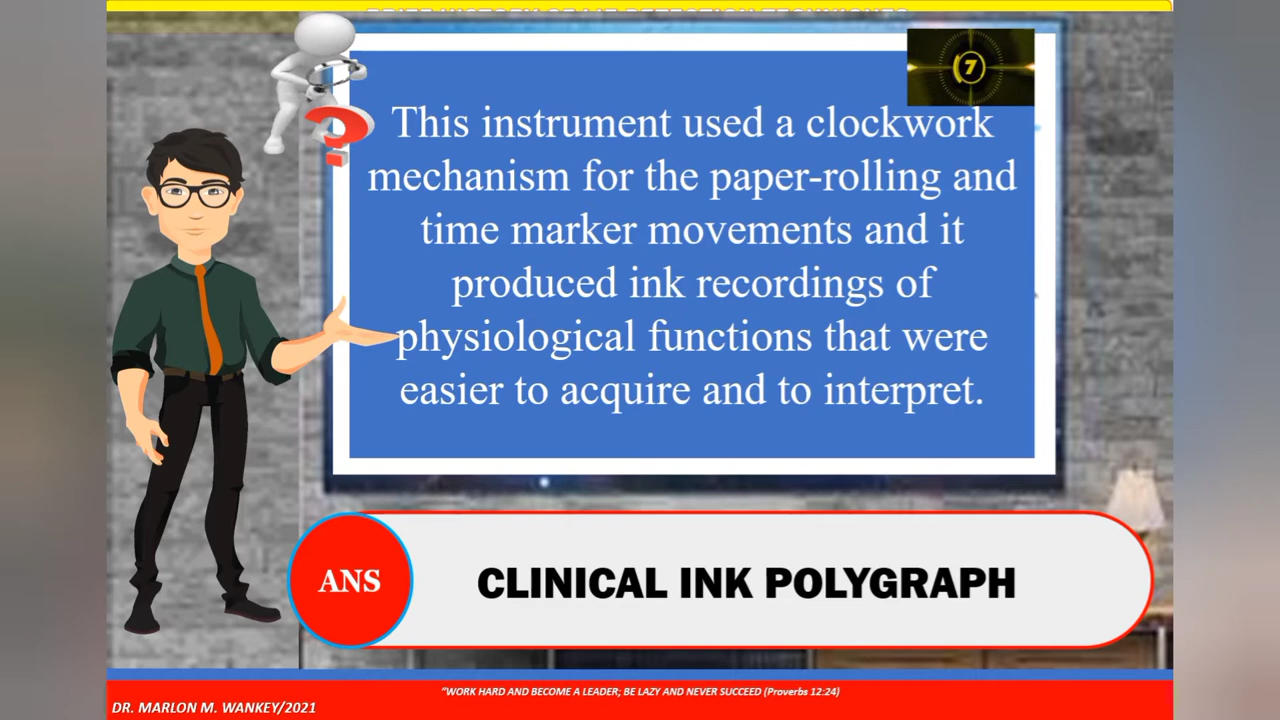 7
This instrument used a clockwork
mechanism for the paper-rolling and
time marker movements and it
produced ink recordings of
physiological functions that were
easier to acquire and to interpret.
ANS
CLINICAL INK POLYGRAPH
"WORK HARD AND BECOME A LEADER; BE LAZY AND NEVER SUCCEED (Proverbs 12:24)
DR. MARLON M. WANKEY/2021